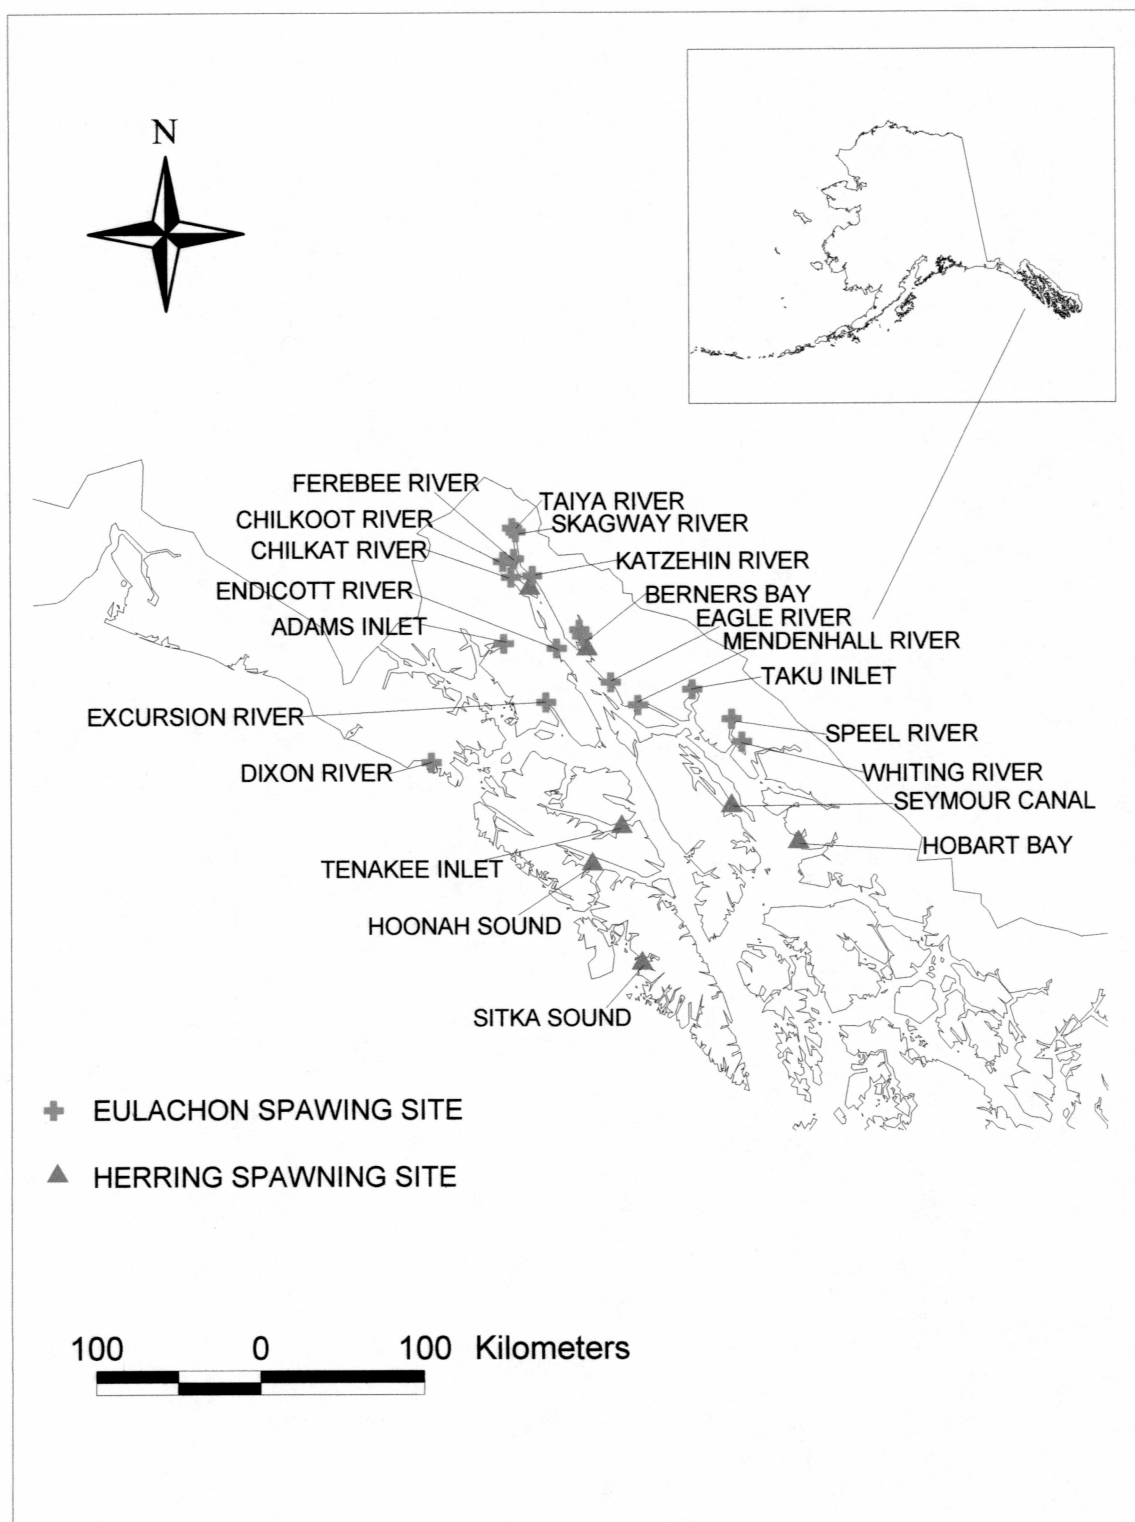 N
FEREBEE RIVER
TAIYA RIVER
CHILKOOT RIVER
SKAGWAY RIVER
CHILKAT RIVER
KATZEHIN RIVER
ENDICOTT RIVER
BERNERS BAY
ADAMS INLET
EAGLE RIVER
MENDENHALL RIVER
TAKU INLET
EXCURSION RIVER
SPEEL RIVER
DIXON RIVER
WHITING RIVER
SEYMOUR CANAL
HOBART BAY
TENAKEE INLET
HOONAH SOUND
SITKA SOUND
EULACHON SPAWING SITE
HERRING SPAWNING SITE
100 0 100 Kilometers